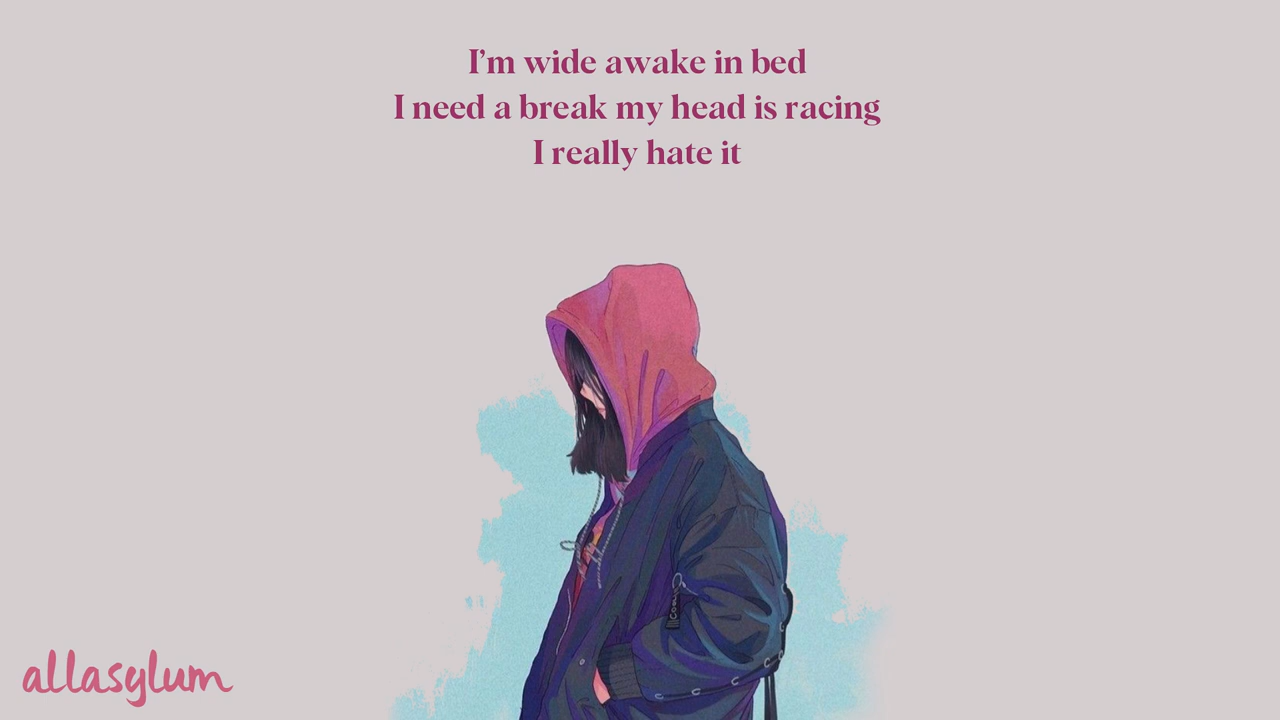 I’m wide awake in bed
I need a break my head is racing
I really hate it
allasylum